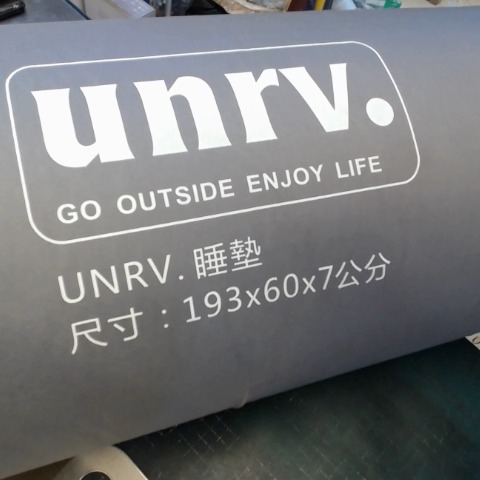 unrv.
GO OUTSIDE ENJOY LIFE
UNRV. 睡墊
尺寸：193x60x7公分